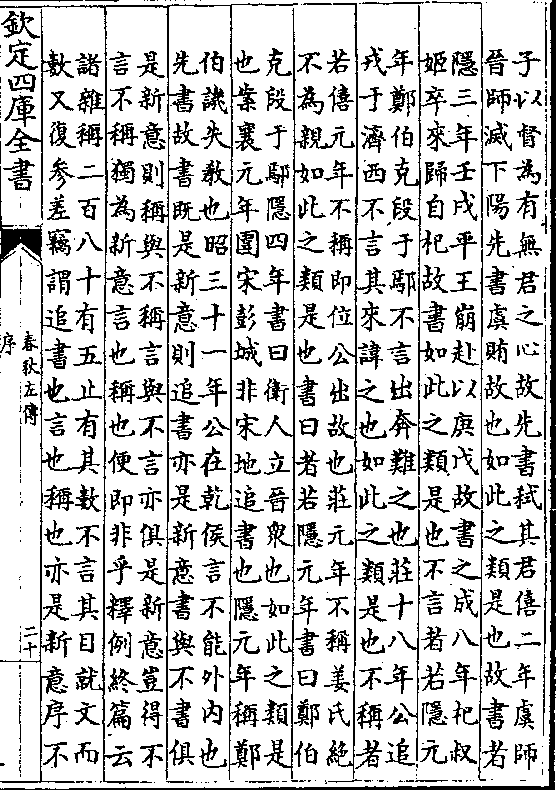 子以督為有無君之心故先書弒其君僖二年虞師
晉師滅下陽先書虞賄故也如此之類是也故書若
隱三年壬戌平王崩赴以庚戌故書之成八年杞叔
姬卒來歸自杞故書如此之類是也不言者若隱元
年鄭伯克段于鄢不言出奔難之也莊十八年公追
戎于濟西不言其來諱之也如此之類是也不稱者
若僖元年不稱即位公出故也莊元年不稱姜氏絕
不為親如此之類是也書曰者若隱元年書曰鄭伯
克段于鄢隱四年書曰衛人立晉衆也如此之類是
也案襄元年圍宋彭城非宋地追書也隱元年稱鄭
伯譏失教也昭三十一年公在乾侯言不能外內也
先書故書既是新意則追書亦是新意書與不書俱
是新意則稱與不稱言與不言亦俱是新意豈得不
言不稱獨為新意言也稱也便即非乎釋例終篇云
諸雜稱二百八十有五止有其數不言其目就文而
數又復參差竊謂追書也言也稱也亦是新意序不
欽定四庫全書
春秋左傳
序
二十